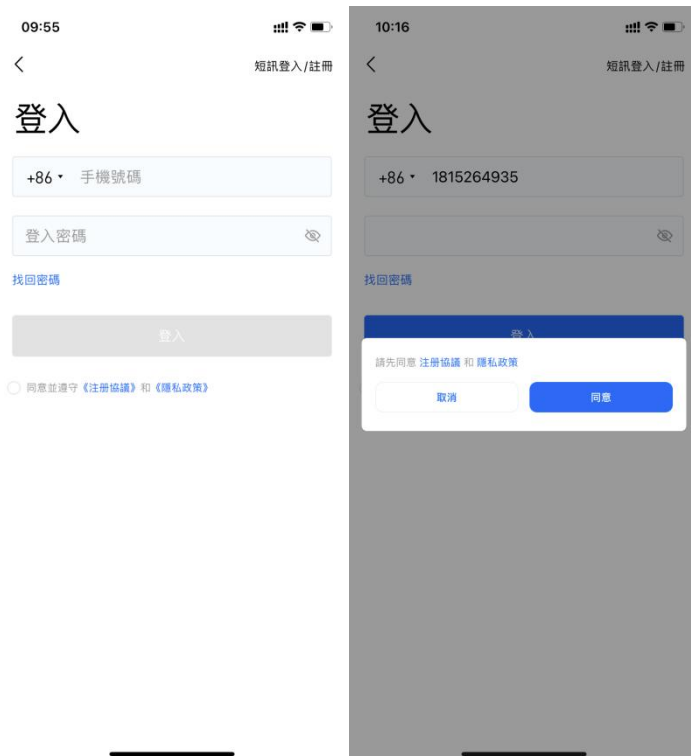 09:55
短訊登入/註冊
登入
+86 手機號碼
登入密碼
找回密碼
登入
同意並遵守《注册協議》和《隱私政策》
10:16
短訊登入/註冊
登入
+86 1815264935
找回密碼
登入
請先同意 注册協議 和 隱私政策
取消 同意